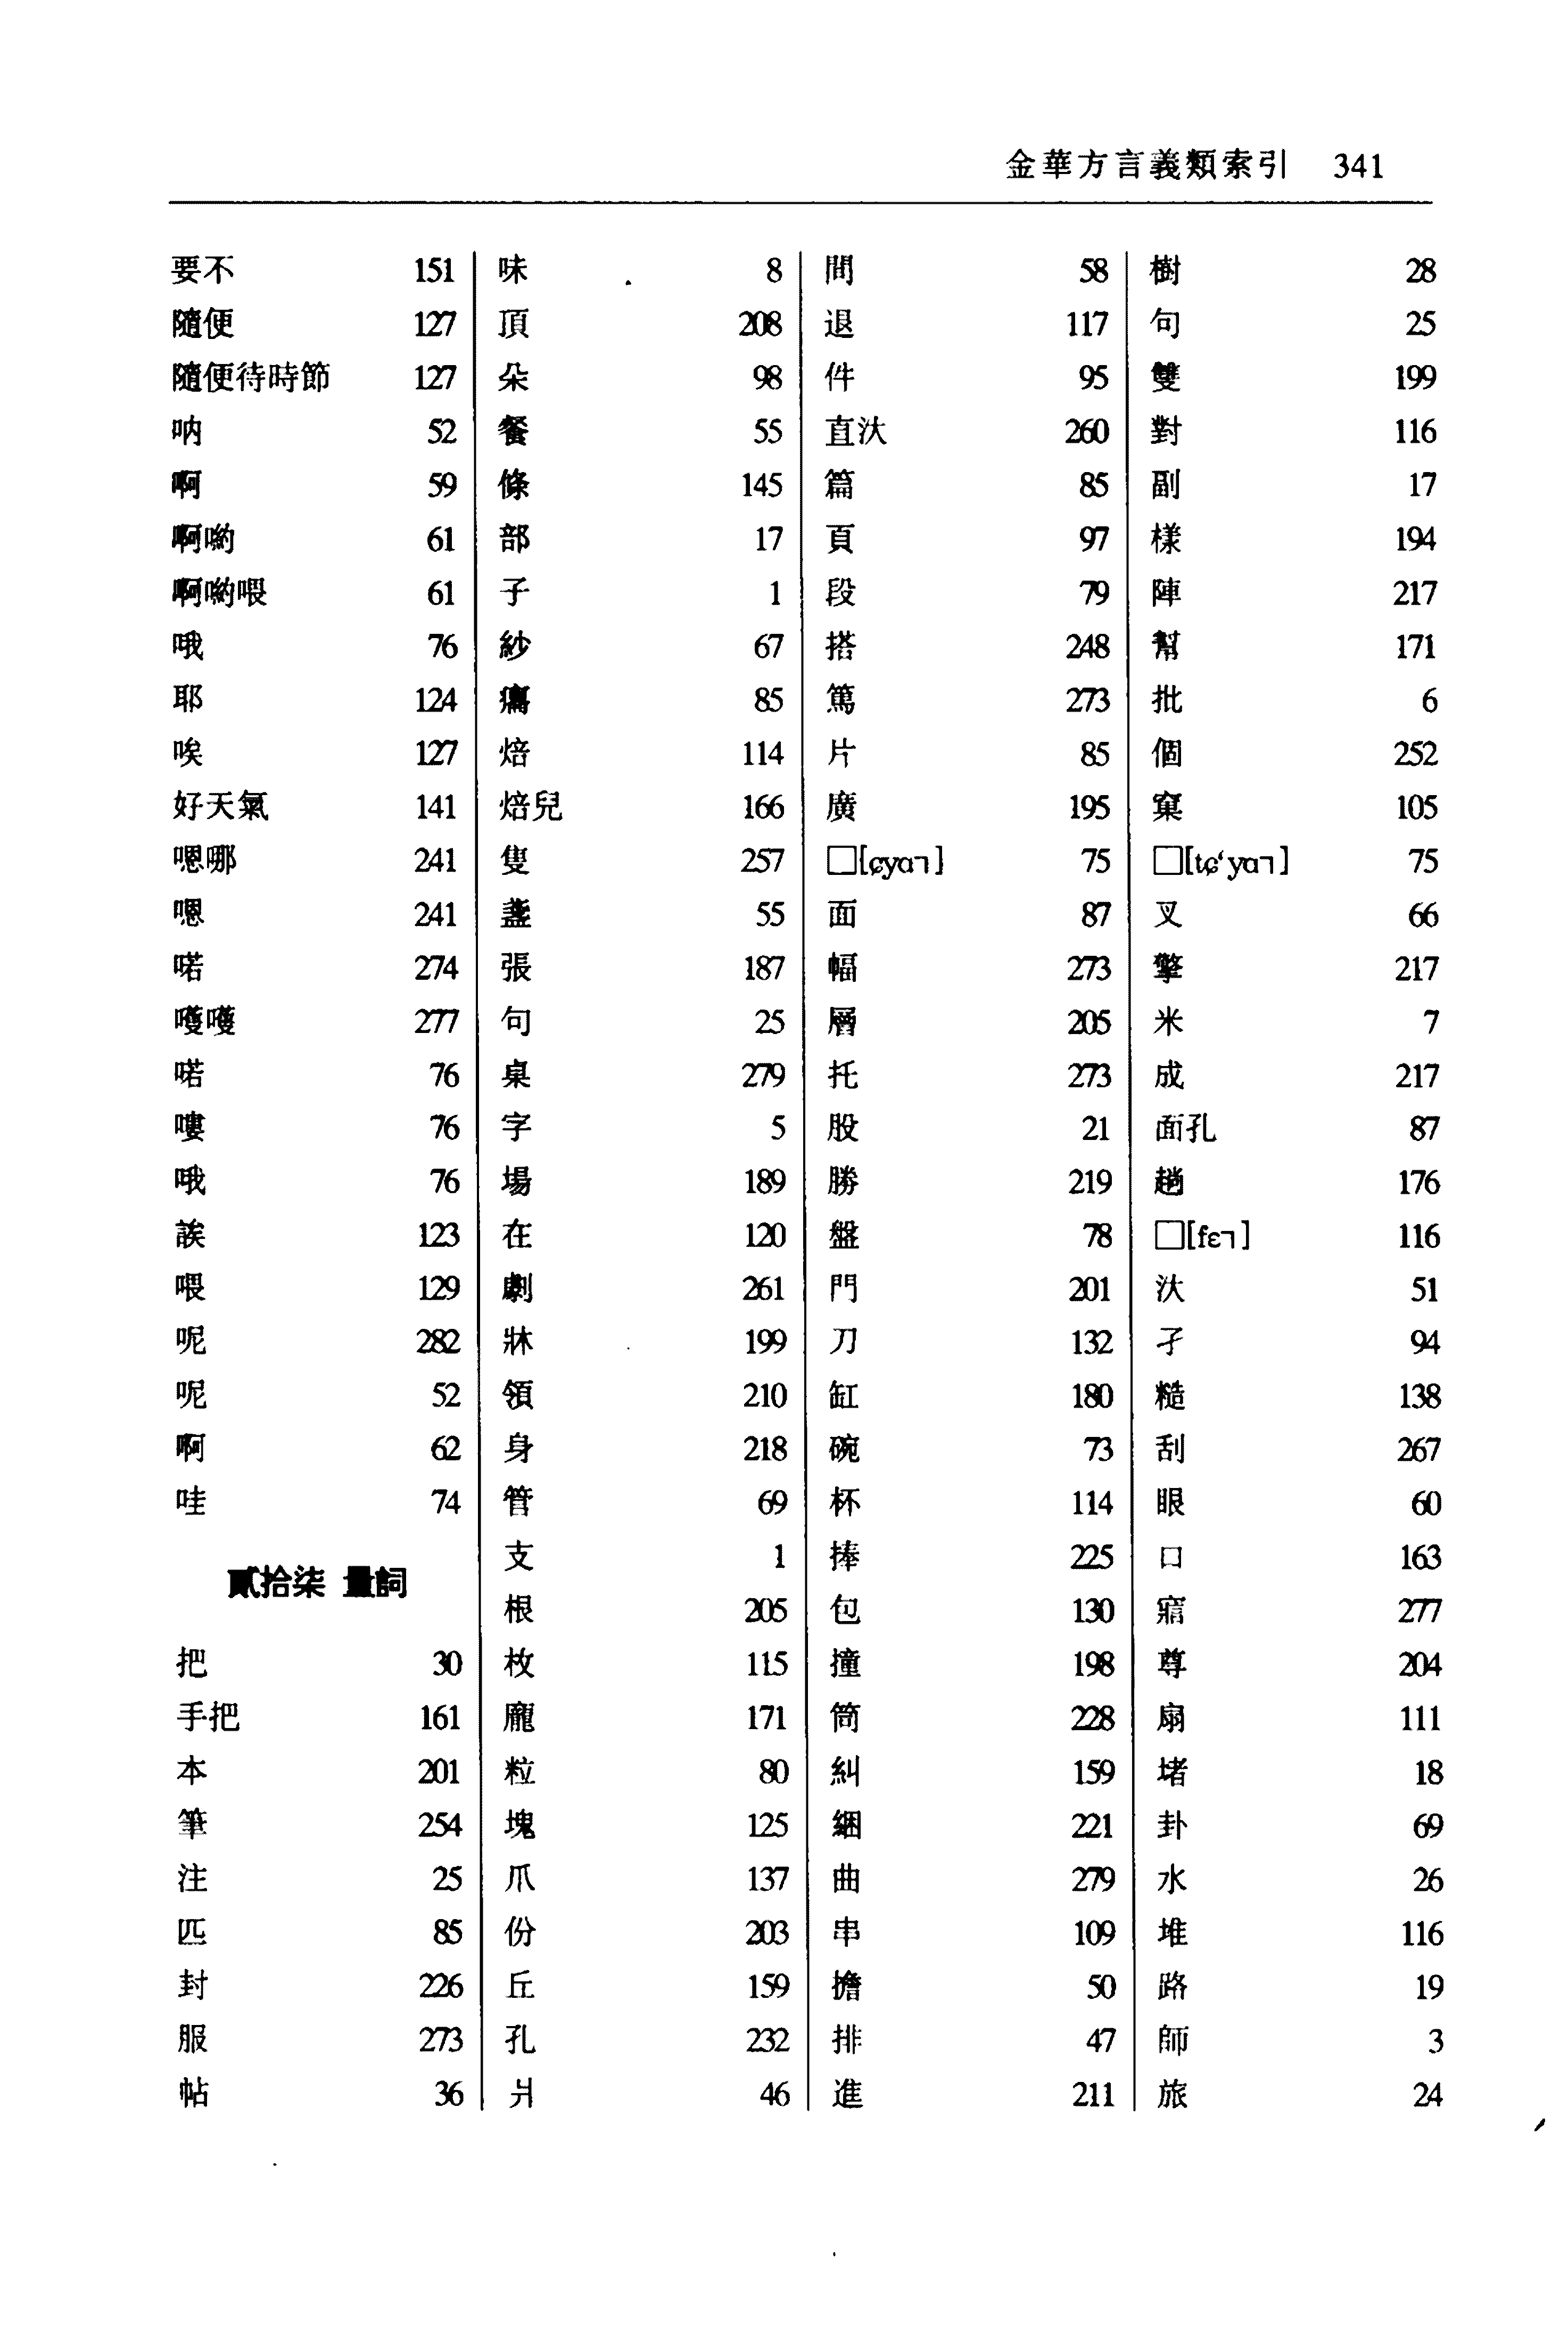 金華方言義類索引 341
要不 151
隨便 127
隨便待時節 127
呐 52
啊 59
啊喲 61
啊喲喂 61
哦 76
耶 124
唉 127
好天氣 141
嗯哪 241
嗯 241
喏 274
嚄嚄 277
喏 76
嘍 76
哦 76
誒 123
喂 129
呢 282
呢 52
啊 62
哇 74
貳拾柒 量詞
把 30
手把 161
本 201
筆 254
注 25
匹 85
封 226
服 273
帖 36
味 8
頂 208
朵 98
餐 55
條 145
部 17
子 1
紗 67
85
焙 114
焙兒 166
隻 257
盞 55
張 187
句 25
桌 279
字 5
場 189
在 120
劇 261
牀 199
領 210
身 218
管 69
支 1
根 205
枚 115
龐 171
粒 80
塊 125
爪 137
份 203
丘 159
孔 232
爿 46
間 58
退 117
件 95
直汏 260
篇 85
頁 97
段 79
搭 248
篤 273
片 85
廣 195
□[ɕyɑ˥] 75
面 87
幅 273
層 205
托 273
股 21
勝 219
盤 78
門 201
刀 132
缸 180
碗 73
杯 114
捧 225
包 130
撞 198
筒 228
糾 159
綑 221
曲 279
串 109
擔 50
排 47
進 211
樹 28
句 25
雙 199
對 116
副 17
樣 194
陣 217
幫 171
批 6
個 252
窠 105
□[tɕ‘yɑ˥] 75
叉 66
擎 217
米 7
成 217
面孔 87
趟 176
□[fɛ˥] 116
汏 51
孑 94
糙 138
刮 267
眼 60
口 163
277
尊 204
扇 111
堵 18
卦 69
水 26
堆 116
路 19
師 3
旅 24